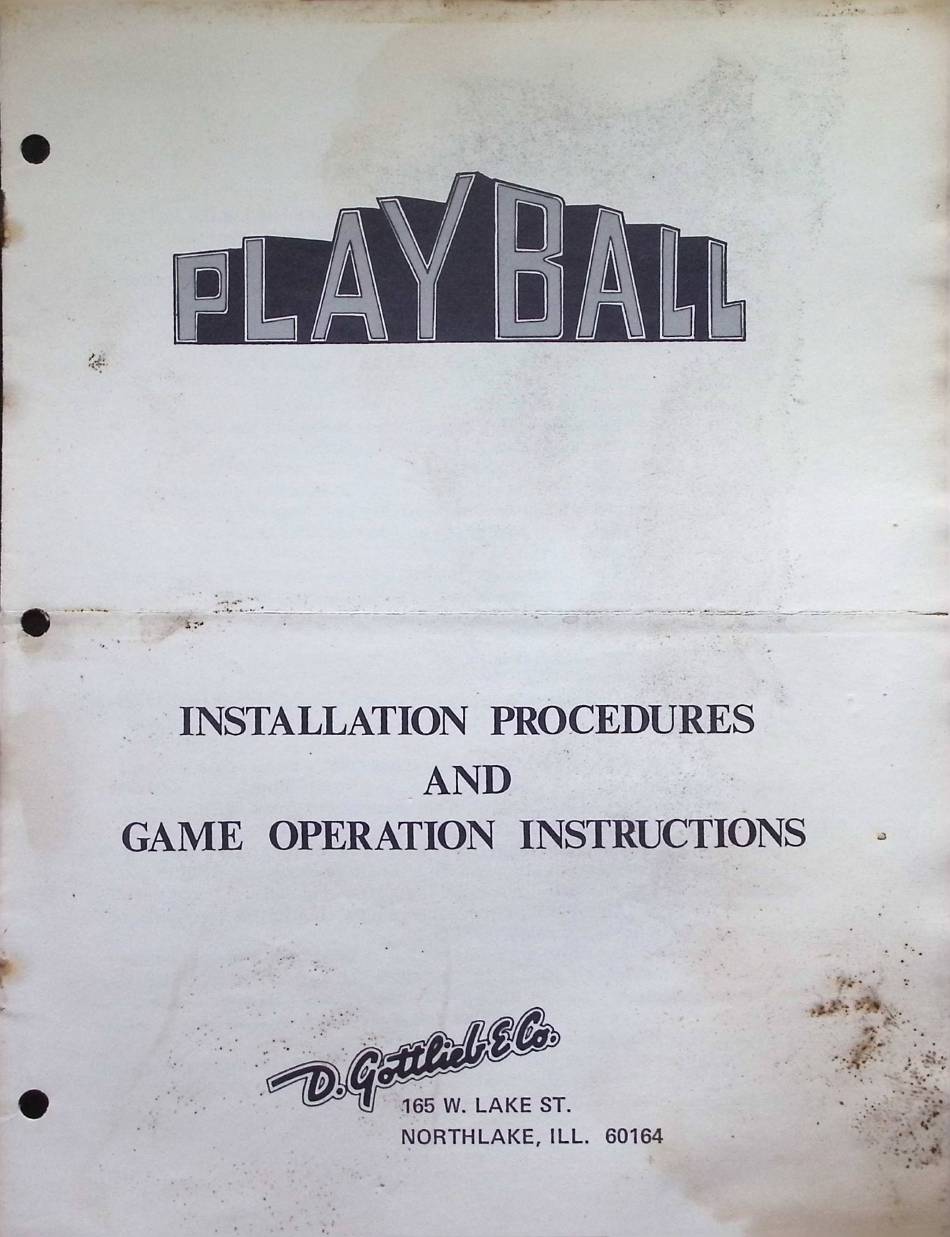 PLAYBALL
INSTALLATION PROCEDURES
AND
GAME OPERATION INSTRUCTIONS
D. Gottlieb & Co.
165 W. LAKE ST.
NORTHLAKE, ILL. 60164